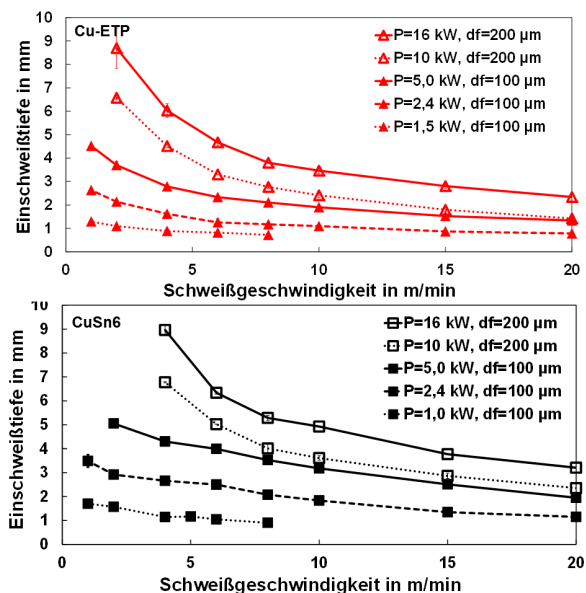 Cu-ETP
P=16 kW, df=200 µm
P=10 kW, df=200 µm
P=5,0 kW, df=100 µm
P=2,4 kW, df=100 µm
P=1,5 kW, df=100 µm
Einschweißtiefe in mm
10
9
8
7
6
5
4
3
2
1
0
0 5 10 15 20
Schweißgeschwindigkeit in m/min
CuSn6
P=16 kW, df=200 µm
P=10 kW, df=200 µm
P=5,0 kW, df=100 µm
P=2,4 kW, df=100 µm
P=1,0 kW, df=100 µm
Einschweißtiefe in mm
10
9
8
7
6
5
4
3
2
1
0
0 5 10 15 20
Schweißgeschwindigkeit in m/min